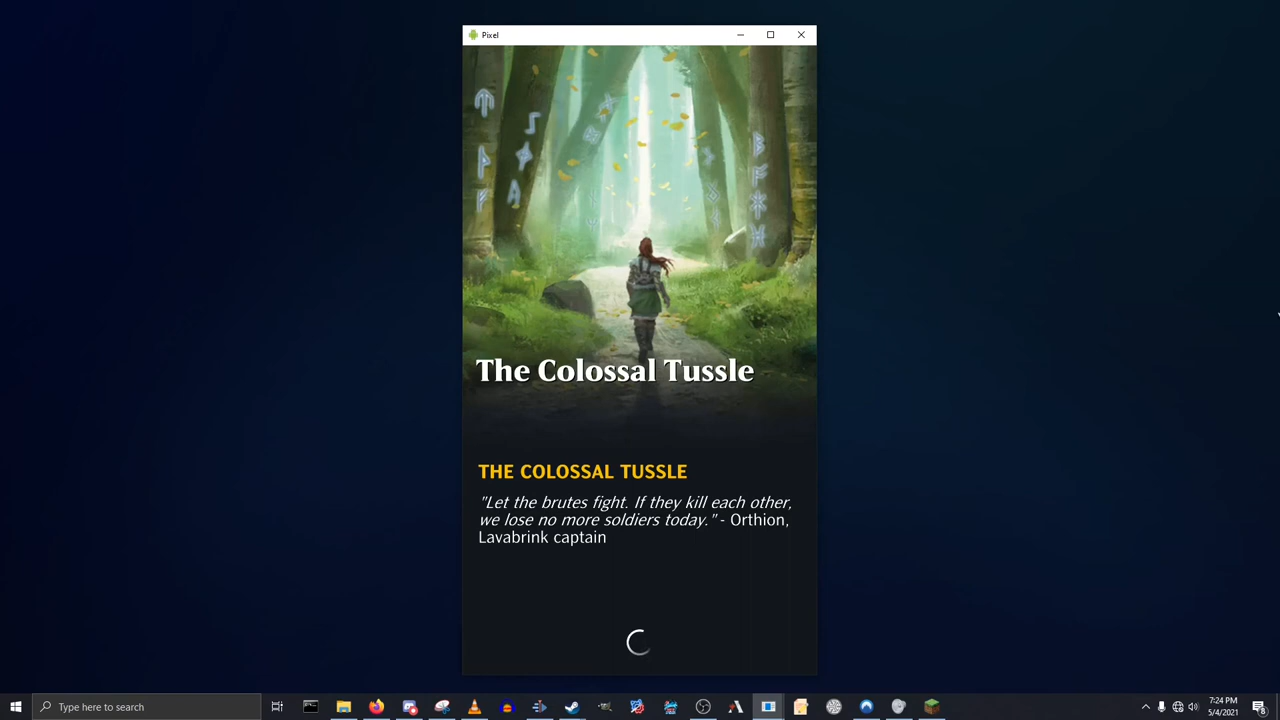 Pixel
The Colossal Tussle
THE COLOSSAL TUSSLE
"Let the brutes fight. If they kill each other,
we lose no more soldiers today." - Orthion,
Lavabrink captain
Type here to search
7:24 PM
5/4/2021